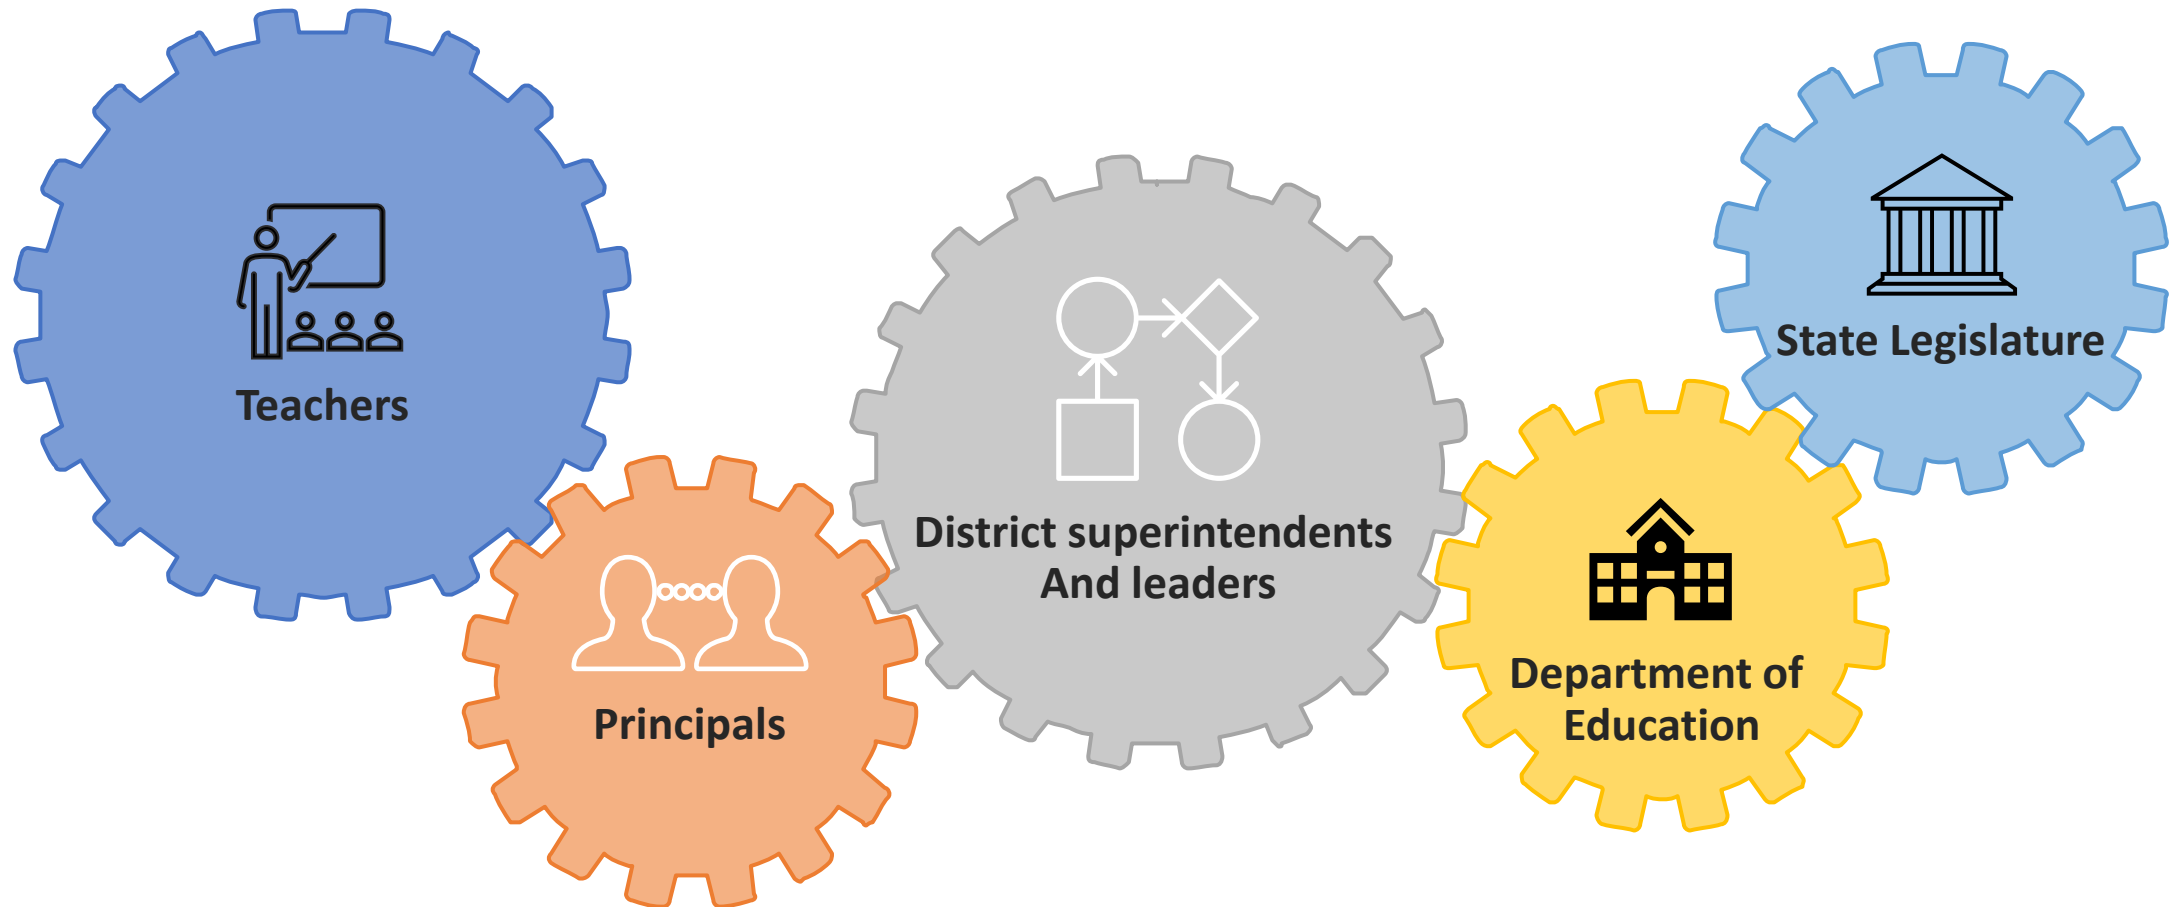 Teachers
Principals
District superintendents
And leaders
Department of
Education
State Legislature